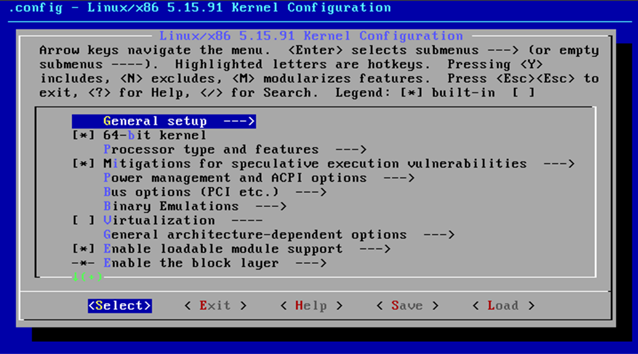 .config - Linux/x86 5.15.91 Kernel Configuration
Linux/x86 5.15.91 Kernel Configuration
Arrow keys navigate the menu. <Enter> selects submenus ---> (or empty
submenus ----). Highlighted letters are hotkeys. Pressing <Y>
includes, <N> excludes, <M> modularizes features. Press <Esc><Esc> to
exit, <?> for Help, </> for Search. Legend: [*] built-in [ ]
General setup --->
[*] 64-bit kernel
Processor type and features --->
[*] Mitigations for speculative execution vulnerabilities --->
Power management and ACPI options --->
Bus options (PCI etc.) --->
Binary Emulations --->
[ ] Virtualization ----
General architecture-dependent options --->
[*] Enable loadable module support --->
-*- Enable the block layer --->
<Select> < Exit > < Help > < Save > < Load >